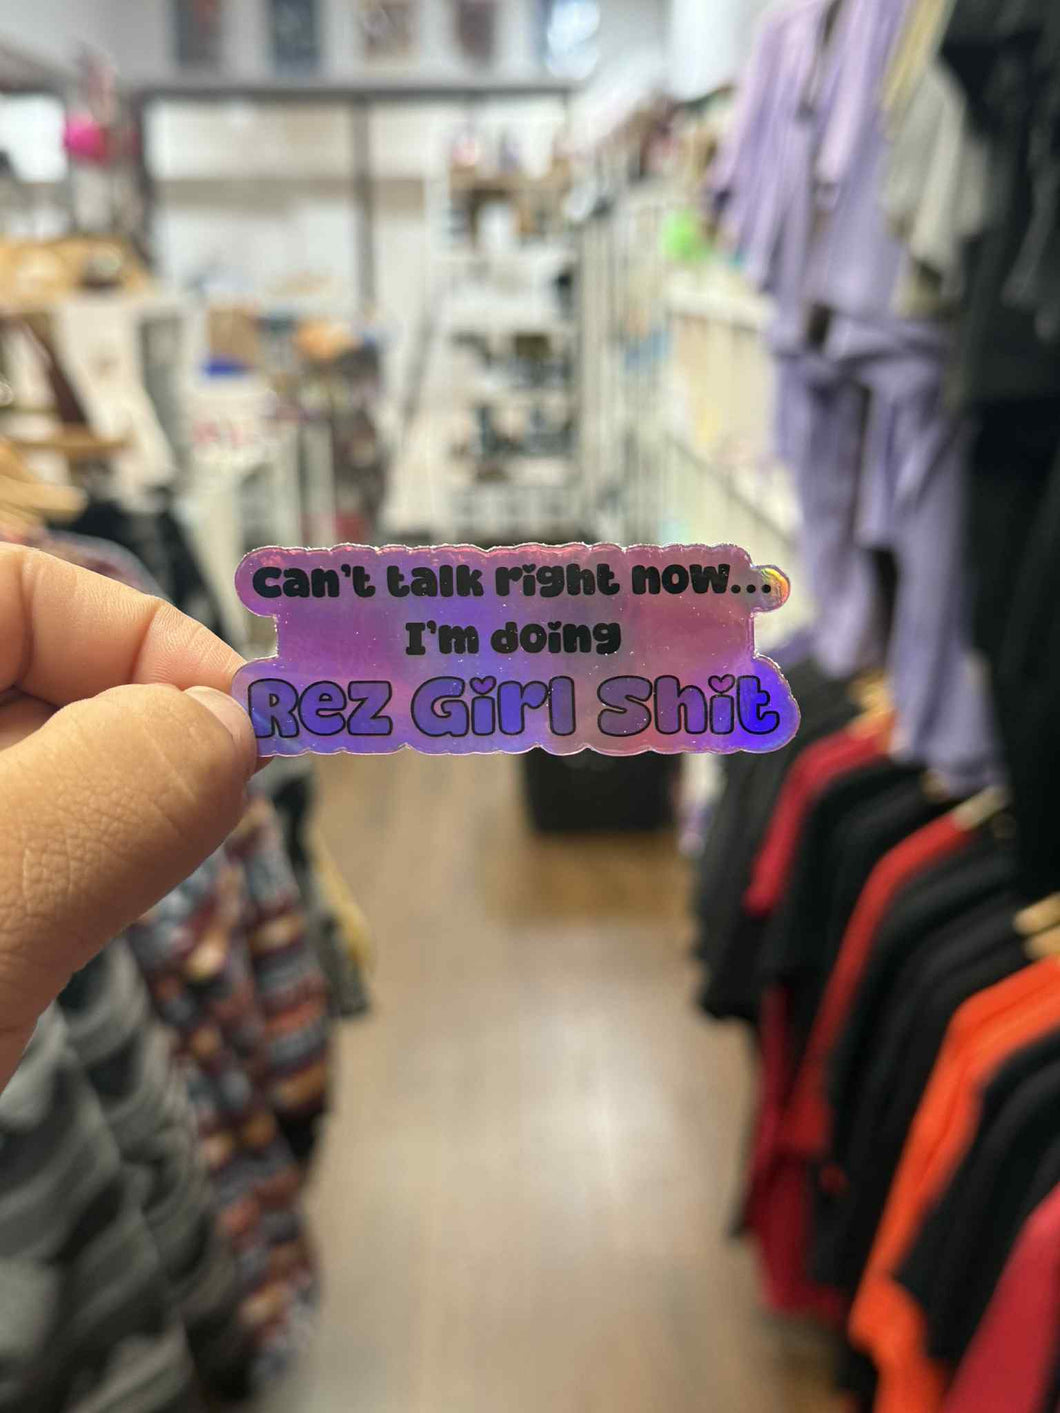 Can't talk right now...
I'm doing
Rez Girl Shit